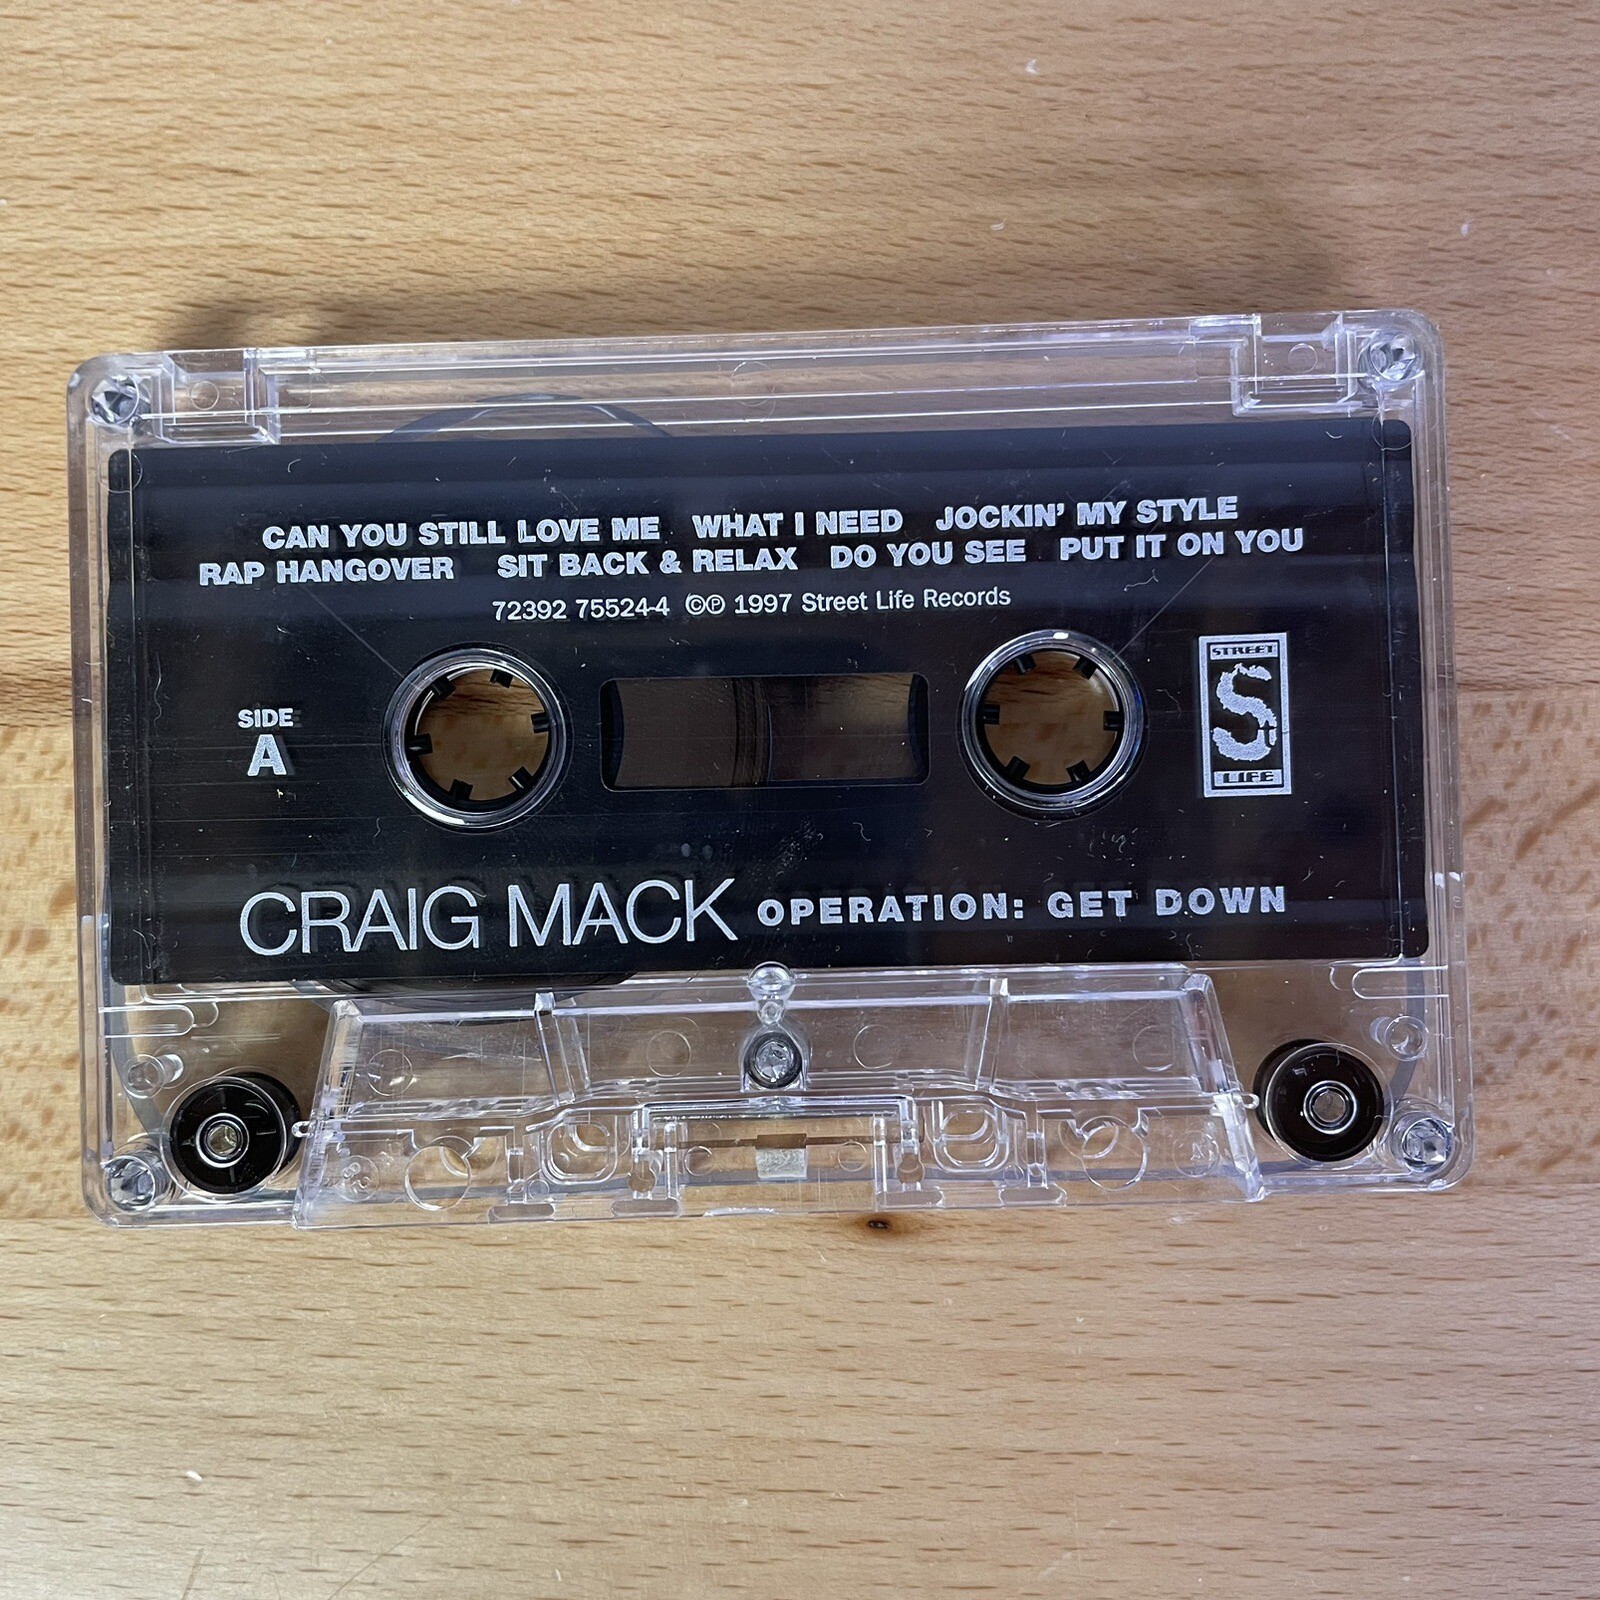 CAN YOU STILL LOVE ME WHAT I NEED JOCKIN' MY STYLE
RAP HANGOVER SIT BACK & RELAX DO YOU SEE PUT IT ON YOU
72392 75524-4 ©℗ 1997 Street Life Records
SIDE
A
STREET
S
LIFE
CRAIG MACK OPERATION: GET DOWN